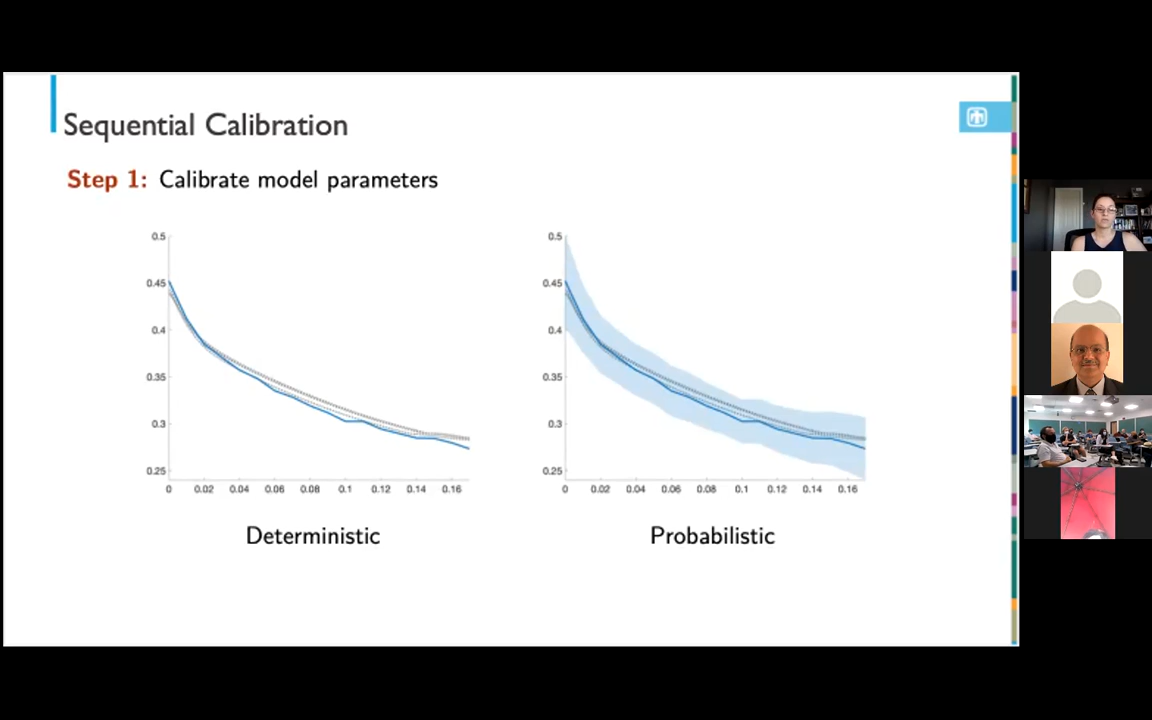 Sequential Calibration
Step 1: Calibrate model parameters
0.5
0.45
0.4
0.35
0.3
0.25
0 0.02 0.04 0.06 0.08 0.1 0.12 0.14 0.16
Deterministic
0.5
0.45
0.4
0.35
0.3
0.25
0 0.02 0.04 0.06 0.08 0.1 0.12 0.14 0.16
Probabilistic